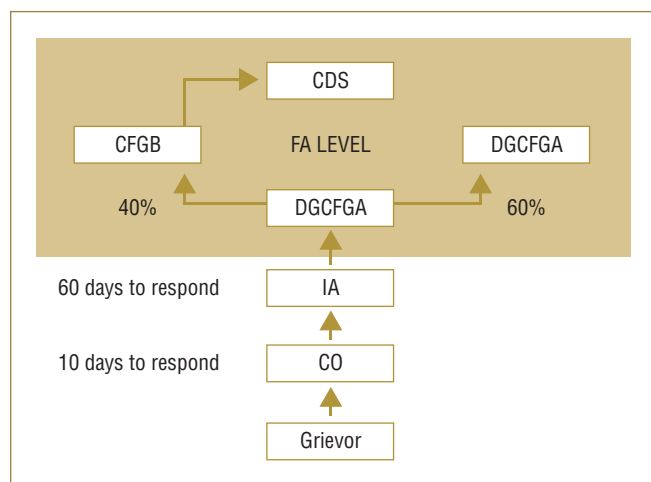 CDS
CFGB
FA LEVEL
DGCFGA
40%
DGCFGA
60%
60 days to respond
IA
10 days to respond
CO
Grievor